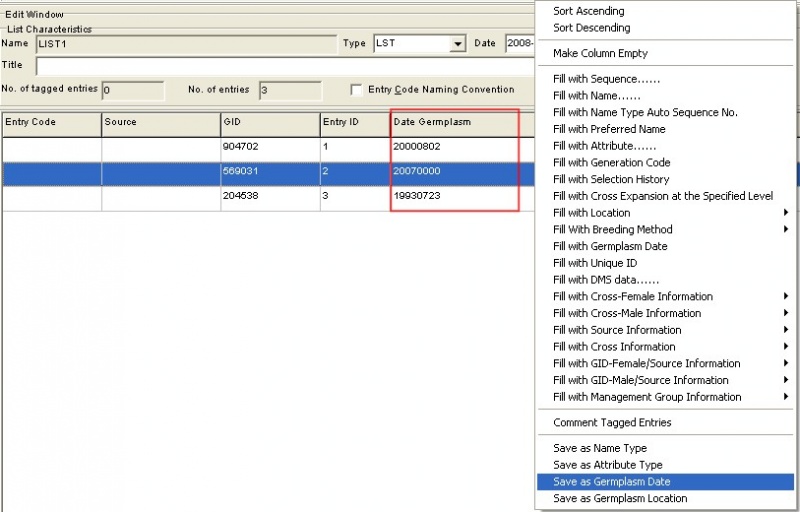 Edit Window
List Characteristics
Name LIST1 Type LST Date 2008-
Title
No. of tagged entries 0 No. of entries 3 Entry Code Naming Convention
Entry Code Source GID Entry ID Date Germplasm
904702 1 20000802
569031 2 20070000
204538 3 19930723
Sort Ascending
Sort Descending
Make Column Empty
Fill with Sequence......
Fill with Name......
Fill with Name Type Auto Sequence No.
Fill with Preferred Name
Fill with Attribute......
Fill with Generation Code
Fill with Selection History
Fill with Cross Expansion at the Specified Level
Fill with Location
Fill With Breeding Method
Fill with Germplasm Date
Fill with Unique ID
Fill with DMS data......
Fill with Cross-Female Information
Fill with Cross-Male Information
Fill with Source Information
Fill with Cross Information
Fill with GID-Female/Source Information
Fill with GID-Male/Source Information
Fill with Management Group Information
Comment Tagged Entries
Save as Name Type
Save as Attribute Type
Save as Germplasm Date
Save as Germplasm Location